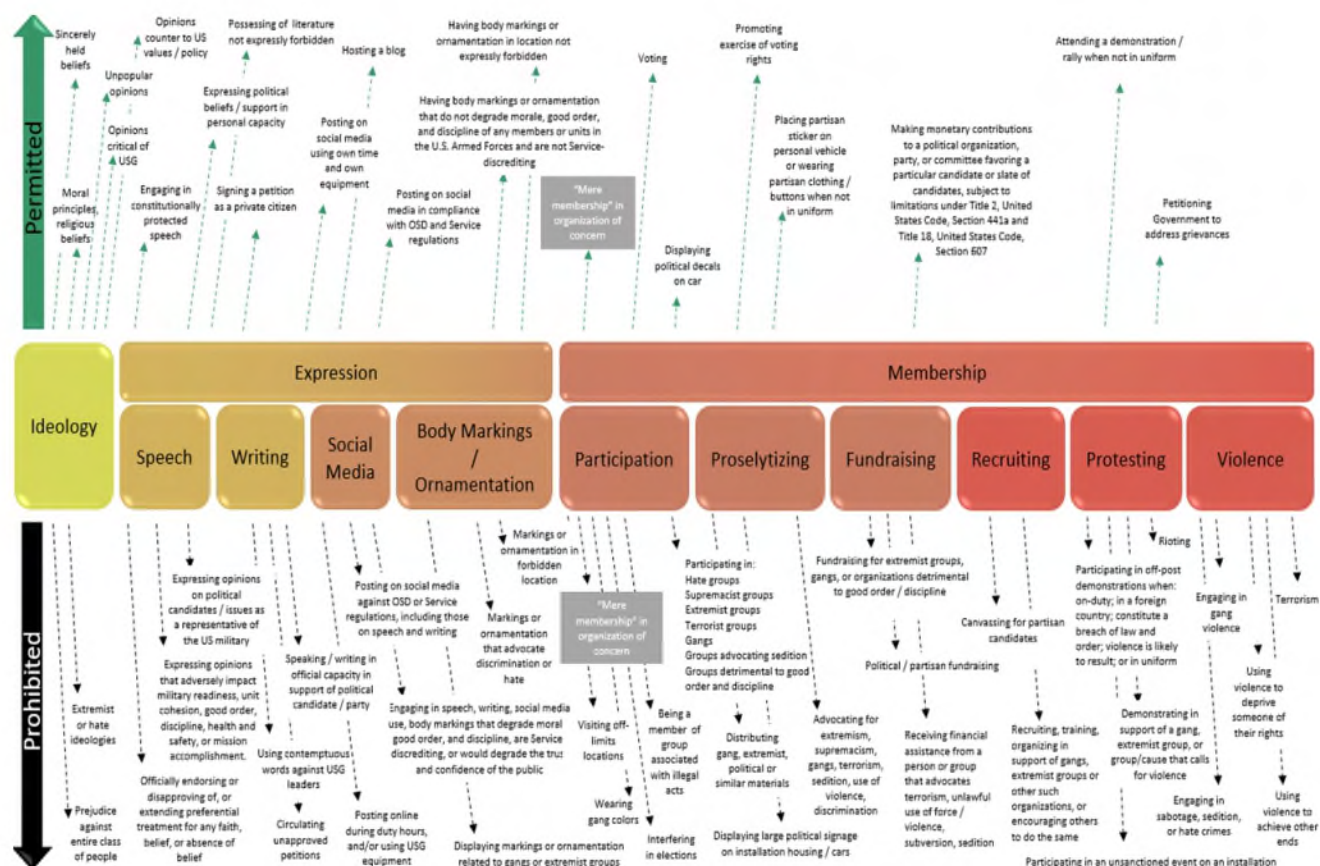 Permitted
Sincerely
held
beliefs
Opinions
counter to US
values / policy
Unpopular
opinions
Opinions
critical of
USG
Moral
principles,
religious
beliefs
Engaging in
constitutionally
protected
speech
Possessing of literature
not expressly forbidden
Expressing political
beliefs / support in
personal capacity
Signing a petition
as a private citizen
Hosting a blog
Posting on
social media
using own time
and own
equipment
Posting on social
media in compliance
with OSD and Service
regulations
Having body markings or
ornamentation in location not
expressly forbidden
Having body markings or ornamentation
that do not degrade morale, good order,
and discipline of any members or units in
the U.S. Armed Forces and are not Service-
discrediting
"Mere
membership" in
organization of
concern
Voting
Displaying
political decals
on car
Promoting
exercise of voting
rights
Placing partisan
sticker on
personal vehicle
or wearing
partisan clothing /
buttons when not
in uniform
Making monetary contributions
to a political organization,
party, or committee favoring a
particular candidate or slate of
candidates, subject to
limitations under Title 2, United
States Code, Section 441a and
Title 18, United States Code,
Section 607
Attending a demonstration /
rally when not in uniform
Petitioning
Government to
address grievances
Ideology
Expression
Membership
Speech
Writing
Social
Media
Body Markings
/
Ornamentation
Participation
Proselytizing
Fundraising
Recruiting
Protesting
Violence
Prohibited
Extremist
or hate
ideologies
Prejudice
against
entire class
of people
Expressing opinions
on political
candidates / issues as
a representative of
the US military
Expressing opinions
that adversely impact
military readiness, unit
cohesion, good order,
discipline, health and
safety, or mission
accomplishment.
Officially endorsing or
disapproving of, or
extending preferential
treatment for any faith,
belief, or absence of
belief
Speaking / writing in
official capacity in
support of political
candidate / party
Using contemptuous
words against USG
leaders
Circulating
unapproved
petitions
Posting on social media
against OSD or Service
regulations, including those
on speech and writing
Engaging in speech, writing, social media
use, body markings that degrade moral
good order, and discipline, are Service
discrediting, or would degrade the trus
and confidence of the public
Posting online
during duty hours,
and/or using USG
equipment
Markings or
ornamentation in
forbidden
location
Markings or
ornamentation
that advocate
discrimination or
hate
Displaying markings or ornamentation
related to gangs or extremist groups
"Mere
membership" in
organization of
concern
Visiting off-
limits
locations
Wearing
gang colors
Being a
member of
group
associated
with illegal
acts
Interfering
in elections
Participating in:
Hate groups
Supremacist groups
Extremist groups
Terrorist groups
Gangs
Groups advocating sedition
Groups detrimental to good
order and discipline
Distributing
gang, extremist,
political or
similar materials
Displaying large political signage
on installation housing / cars
Advocating for
extremism,
supremacism,
gangs, terrorism,
sedition, use of
violence,
discrimination
Fundraising for extremist groups,
gangs, or organizations detrimental
to good order / discipline
Political / partisan fundraising
Receiving financial
assistance from a
person or group
that advocates
terrorism, unlawful
use of force /
violence,
subversion, sedition
Canvassing for partisan
candidates
Recruiting, training,
organizing in
support of gangs,
extremist groups or
other such
organizations, or
encouraging others
to do the same
Rioting
Participating in off-post
demonstrations when:
on-duty; in a foreign
country; constitute a
breach of law and
order; violence is likely
to result; or in uniform
Demonstrating in
support of a gang,
extremist group, or
group/cause that calls
for violence
Participating in an unsanctioned event on an installation
Engaging in
gang
violence
Engaging in
sabotage, sedition,
or hate crimes
Terrorism
Using
violence to
deprive
someone of
their rights
Using
violence to
achieve other
ends